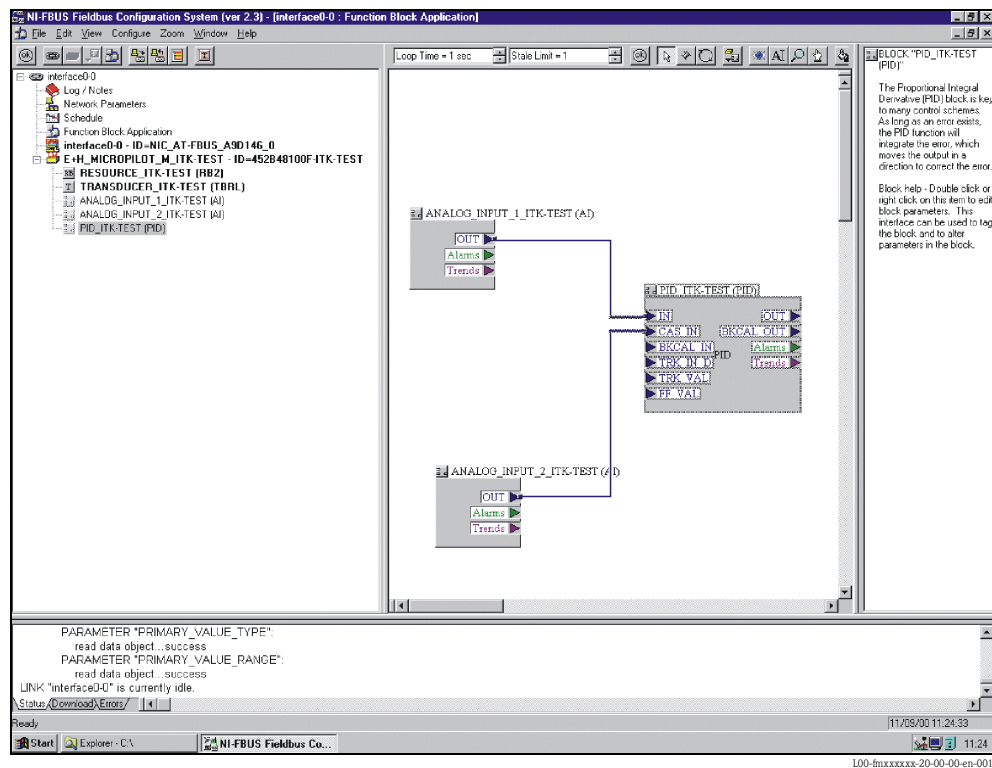 NI-FBUS Fieldbus Configuration System (ver 2.3) - [interface0-0 : Function Block Application]
File Edit View Configure Zoom Window Help
Loop Time = 1 sec
Stale Limit = 1
interface0-0
Log / Notes
Network Parameters
Schedule
Function Block Application
interface0-0 - ID=NIC_AT-FBUS_A9D146_0
E+H_MICROPILOT_M_ITK-TEST - ID=452B48100F-ITK-TEST
RESOURCE_ITK-TEST (RB2)
TRANSDUCER_ITK-TEST (TBRL)
ANALOG_INPUT_1_ITK-TEST (AI)
ANALOG_INPUT_2_ITK-TEST (AI)
PID_ITK-TEST (PID)
ANALOG_INPUT_1_ITK-TEST (AI)
OUT
Alarms
Trends
PID_ITK-TEST (PID)
IN OUT
CAS_IN BKCAL_OUT
BKCAL_IN Alarms
PID
TRK_IN_D Trends
TRK_VAL
FF_VAL
ANALOG_INPUT_2_ITK-TEST (AI)
OUT
Alarms
Trends
BLOCK "PID_ITK-TEST
(PID)"
The Proportional Integral
Derivative (PID) block is key
to many control schemes.
As long as an error exists,
the PID function will
integrate the error, which
moves the output in a
direction to correct the error.
Block help - Double click or
right click on this item to edit
block parameters. This
interface can be used to tag
the block and to alter
parameters in the block.
PARAMETER "PRIMARY_VALUE_TYPE":
read data object...success
PARAMETER "PRIMARY_VALUE_RANGE":
read data object...success
LINK "interface0-0" is currently idle.
Status Download Errors
Ready
11/09/00 11:24:33
Start
Explorer - C:\
NI-FBUS Fieldbus Co...
11:24
L00-fmxxxxxx-20-00-00-en-001